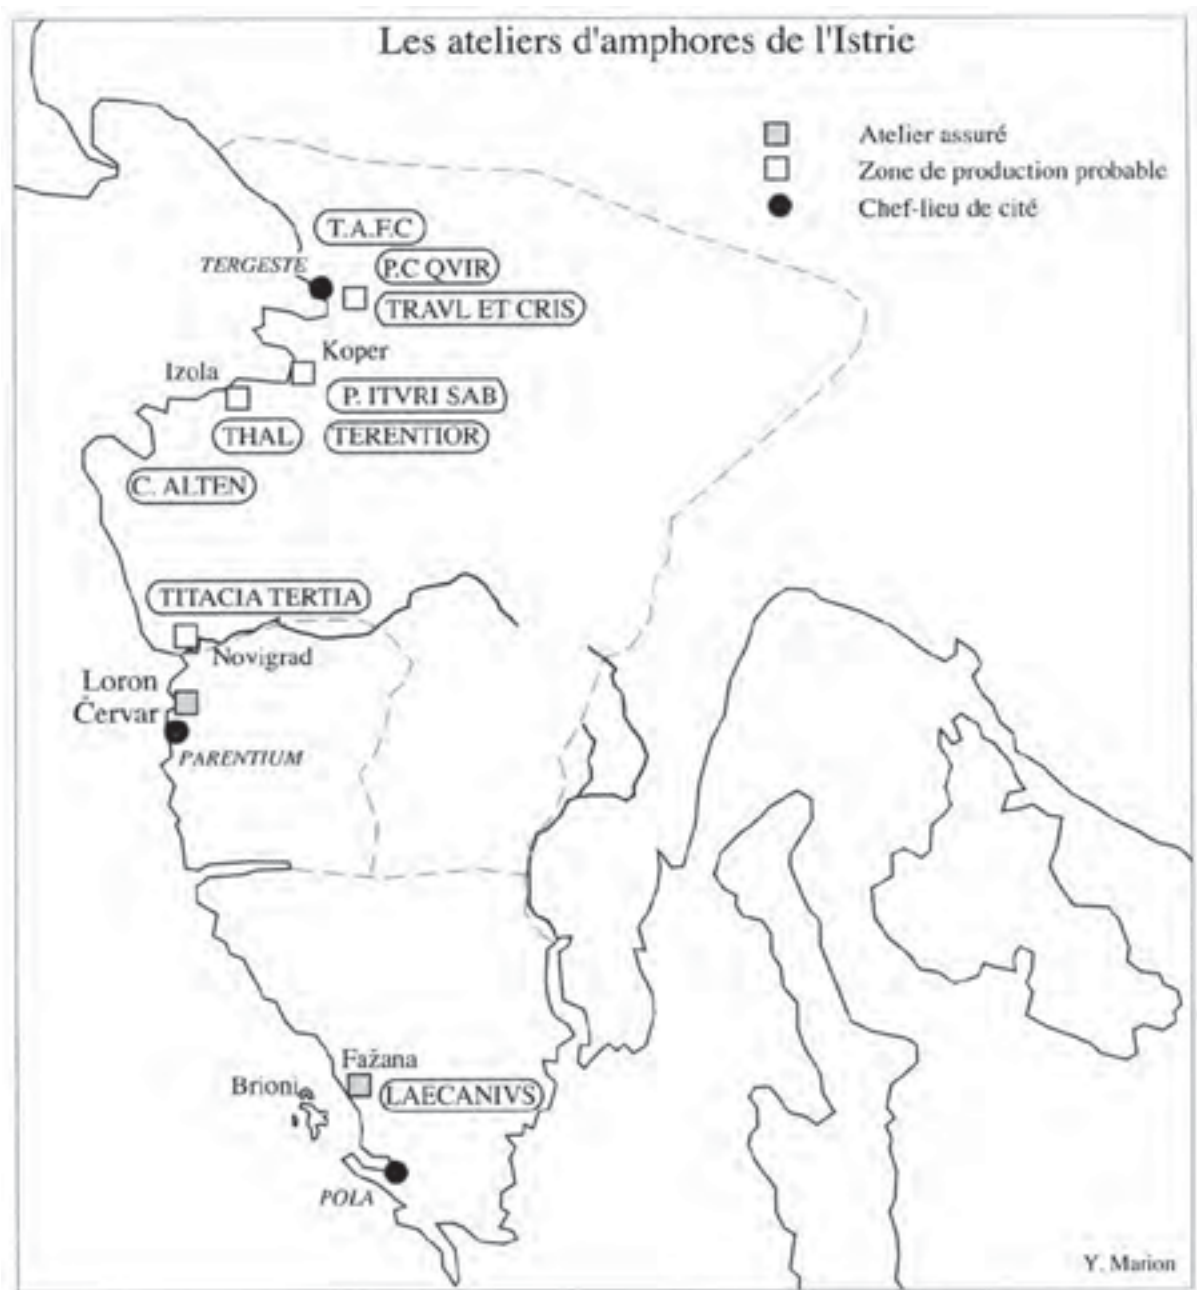 Les ateliers d'amphores de l'Istrie
Atelier assuré
Zone de production probable
Chef-lieu de cité
T.A.F.C
TERGESTE
P.C QVIR
TRAVL ET CRIS
Koper
Izola
P. ITVRI SAB
THAL
TERENTIOR
C. ALTEN
TITACIA TERTIA
Novigrad
Loron
Červar
PARENTIUM
Fažana
Brioni
LAECANIVS
POLA
Y. Marion